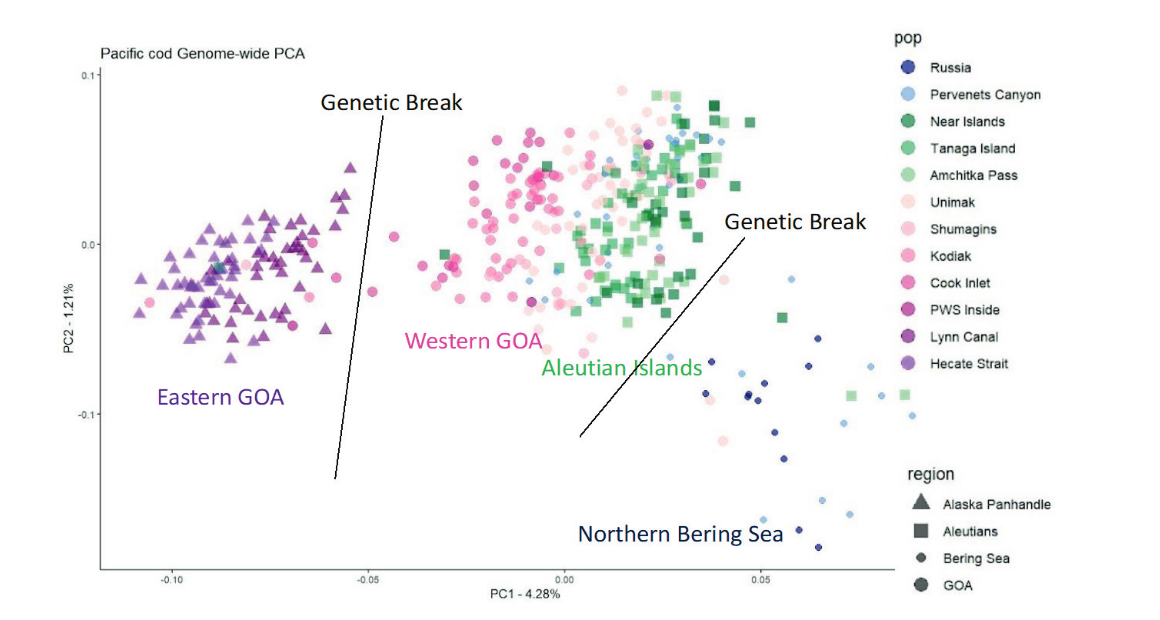 Pacific cod Genome-wide PCA
0.1
0.0
-0.1
PC2 - 1.21%
-0.10
-0.05
0.00
0.05
PC1 - 4.28%
Genetic Break
Genetic Break
Western GOA
Aleutian Islands
Eastern GOA
Northern Bering Sea
pop
Russia
Pervenets Canyon
Near Islands
Tanaga Island
Amchitka Pass
Unimak
Shumagins
Kodiak
Cook Inlet
PWS Inside
Lynn Canal
Hecate Strait
region
Alaska Panhandle
Aleutians
Bering Sea
GOA